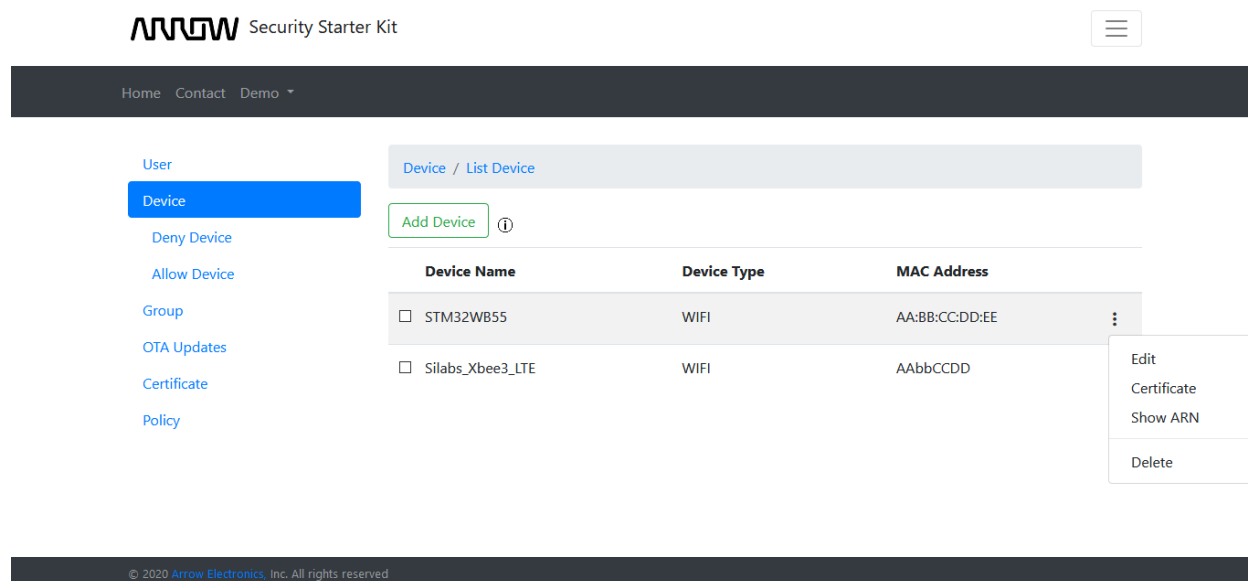 ARROW Security Starter Kit
Home Contact Demo
User
Device
Deny Device
Allow Device
Group
OTA Updates
Certificate
Policy
Device / List Device
Add Device
Device Name Device Type MAC Address
STM32WB55 WIFI AA:BB:CC:DD:EE
Silabs_Xbee3_LTE WIFI AAbbCCDD
Edit
Certificate
Show ARN
Delete
© 2020 Arrow Electronics, Inc. All rights reserved